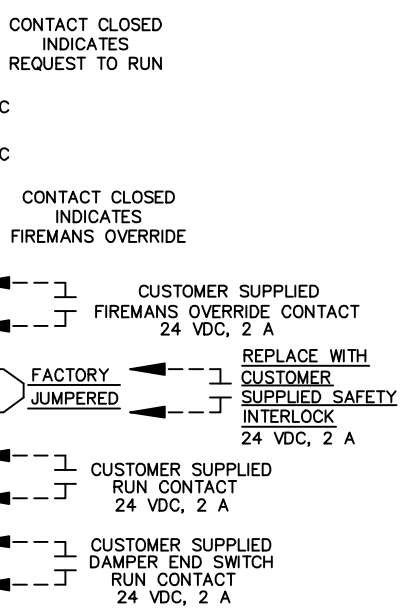 CONTACT CLOSED
INDICATES
REQUEST TO RUN
C
C
CONTACT CLOSED
INDICATES
FIREMANS OVERRIDE
CUSTOMER SUPPLIED
FIREMANS OVERRIDE CONTACT
24 VDC, 2 A
FACTORY
JUMPERED
REPLACE WITH
CUSTOMER
SUPPLIED SAFETY
INTERLOCK
24 VDC, 2 A
CUSTOMER SUPPLIED
RUN CONTACT
24 VDC, 2 A
CUSTOMER SUPPLIED
DAMPER END SWITCH
RUN CONTACT
24 VDC, 2 A